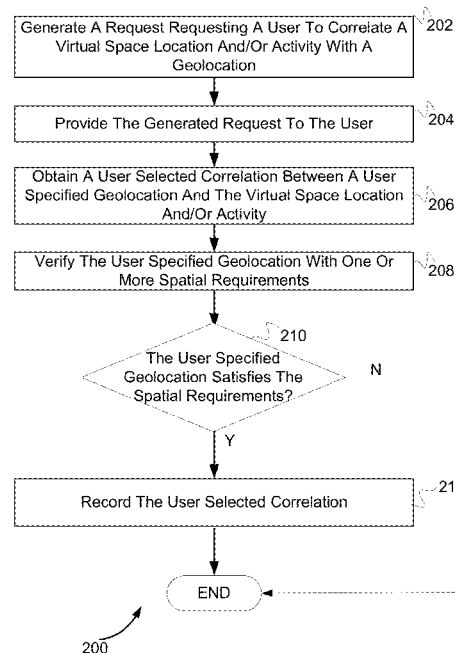 Generate A Request Requesting A User To Correlate A
Virtual Space Location And/Or Activity With A
Geolocation
202
Provide The Generated Request To The User
204
Obtain A User Selected Correlation Between A User
Specified Geolocation And The Virtual Space Location
And/Or Activity
206
Verify The User Specified Geolocation With One Or
More Spatial Requirements
208
210
The User Specified
Geolocation Satisfies The
Spatial Requirements?
N
Y
Record The User Selected Correlation
21
END
200